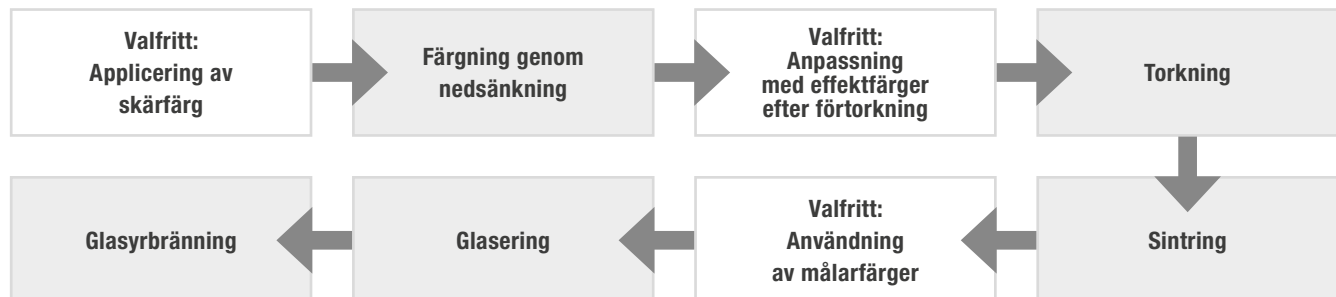 Valfritt:
Applicering av
skärfärg
Färgning genom
nedsänkning
Valfritt:
Anpassning
med effektfärger
efter förtorkning
Torkning
Sintring
Valfritt:
Användning
av målarfärger
Glasering
Glasyrbränning